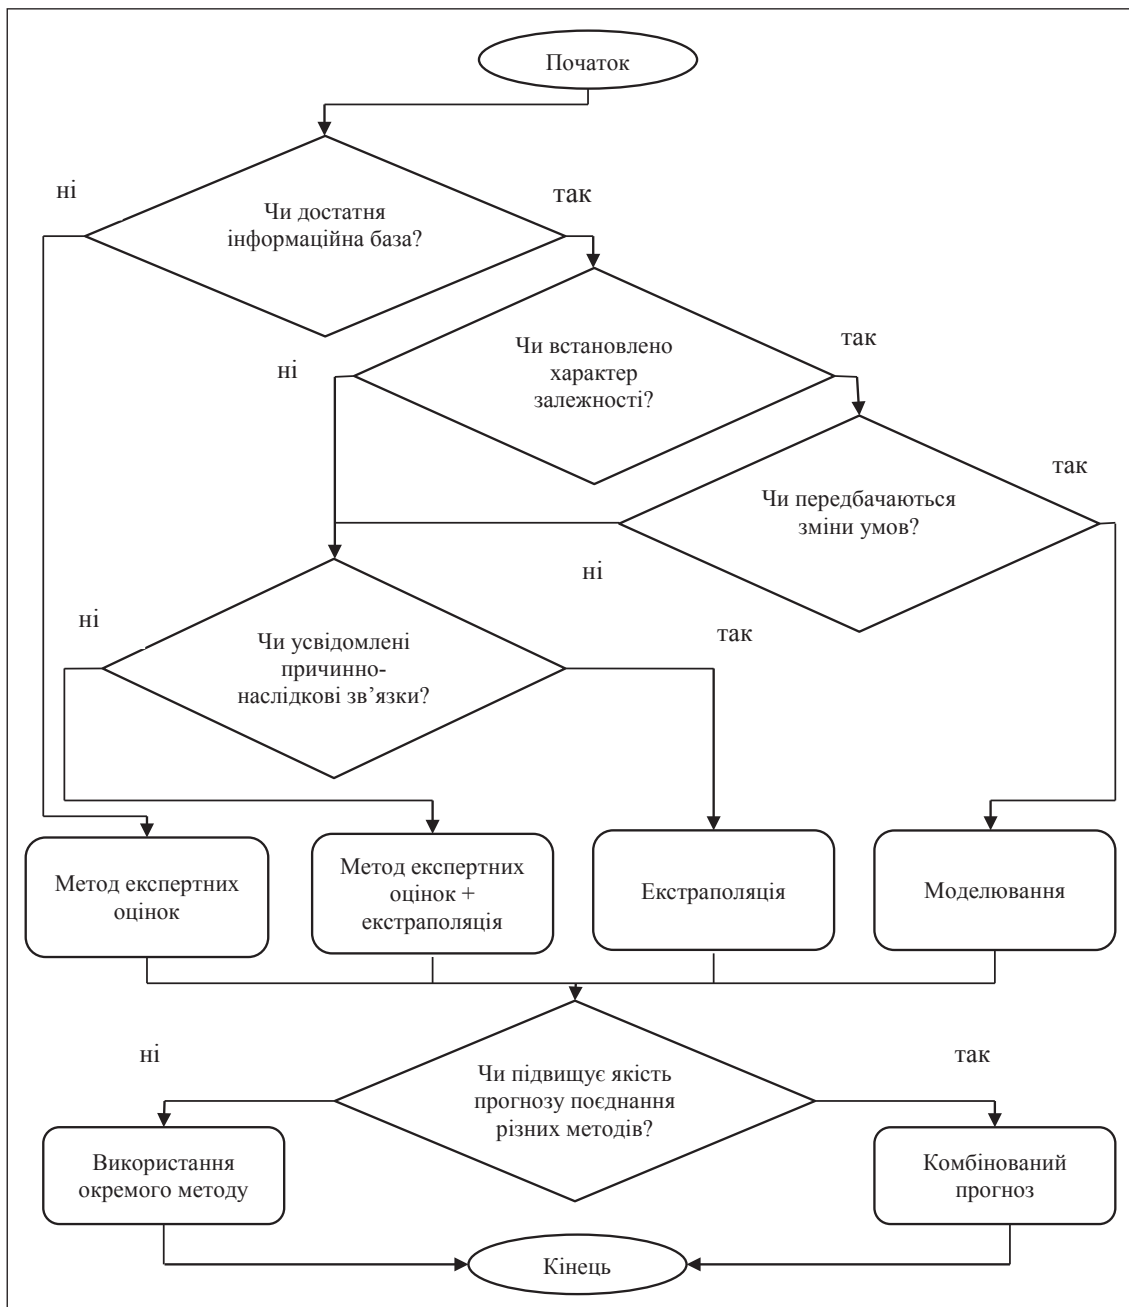 Початок
ні
так
Чи достатня
інформаційна база?
ні
так
Чи встановлено
характер
залежності?
так
Чи передбачаються
зміни умов?
ні
ні
так
Чи усвідомлені
причинно-
наслідкові зв’язки?
Метод експертних
оцінок
Метод експертних
оцінок +
екстраполяція
Екстраполяція
Моделювання
ні
так
Чи підвищує якість
прогнозу поєднання
різних методів?
Використання
окремого методу
Комбінований
прогноз
Кінець